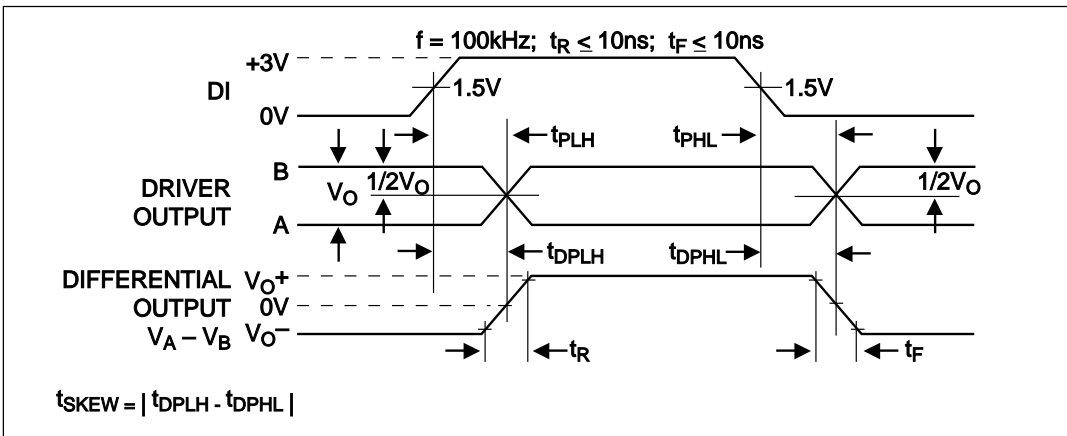 f = 100kHz; tR ≤ 10ns; tF ≤ 10ns
+3V
DI
1.5V
1.5V
0V
tPLH
tPHL
B
DRIVER
OUTPUT
VO
1/2VO
1/2VO
A
tDPLH
tDPHL
DIFFERENTIAL
OUTPUT
VA – VB
VO+
0V
VO–
tR
tF
tSKEW = | tDPLH - tDPHL |